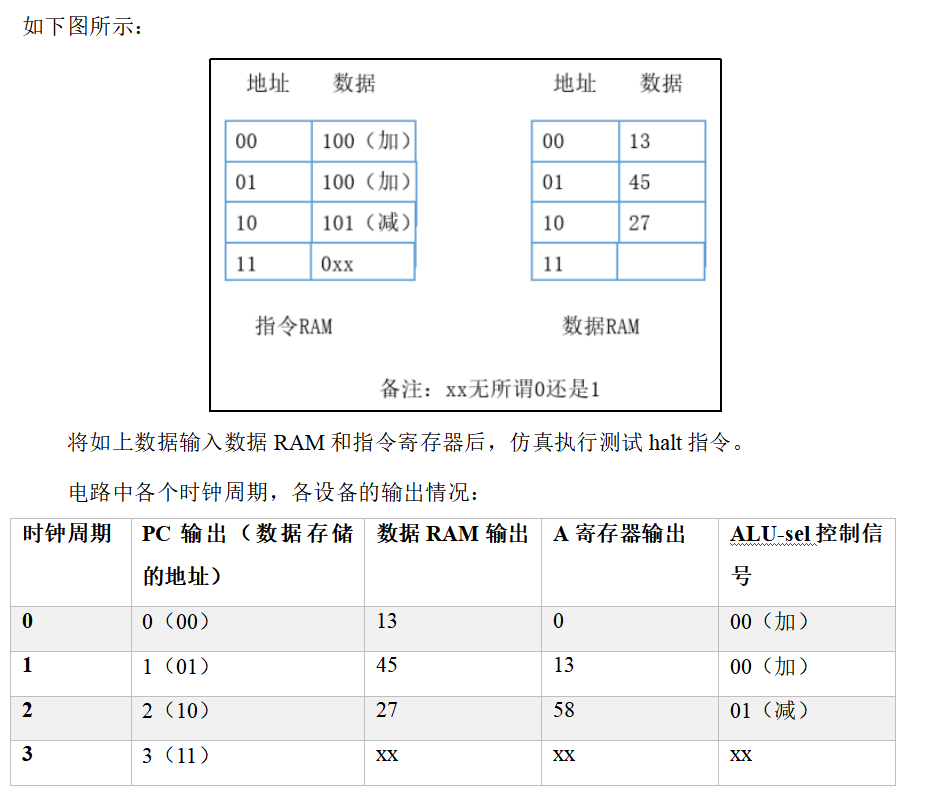 如下图所示：
地址 数据 地址 数据
00 100（加） 00 13
01 100（加） 01 45
10 101（减） 10 27
11 0xx 11
指令RAM 数据RAM
备注：xx无所谓0还是1
将如上数据输入数据 RAM 和指令寄存器后，仿真执行测试 halt 指令。
电路中各个时钟周期，各设备的输出情况：
时钟周期 PC 输出（数据存储 数据 RAM 输出 A 寄存器输出 ALU-sel 控制信
的地址） 号
0 0（00） 13 0 00（加）
1 1（01） 45 13 00（加）
2 2（10） 27 58 01（减）
3 3（11） xx xx xx